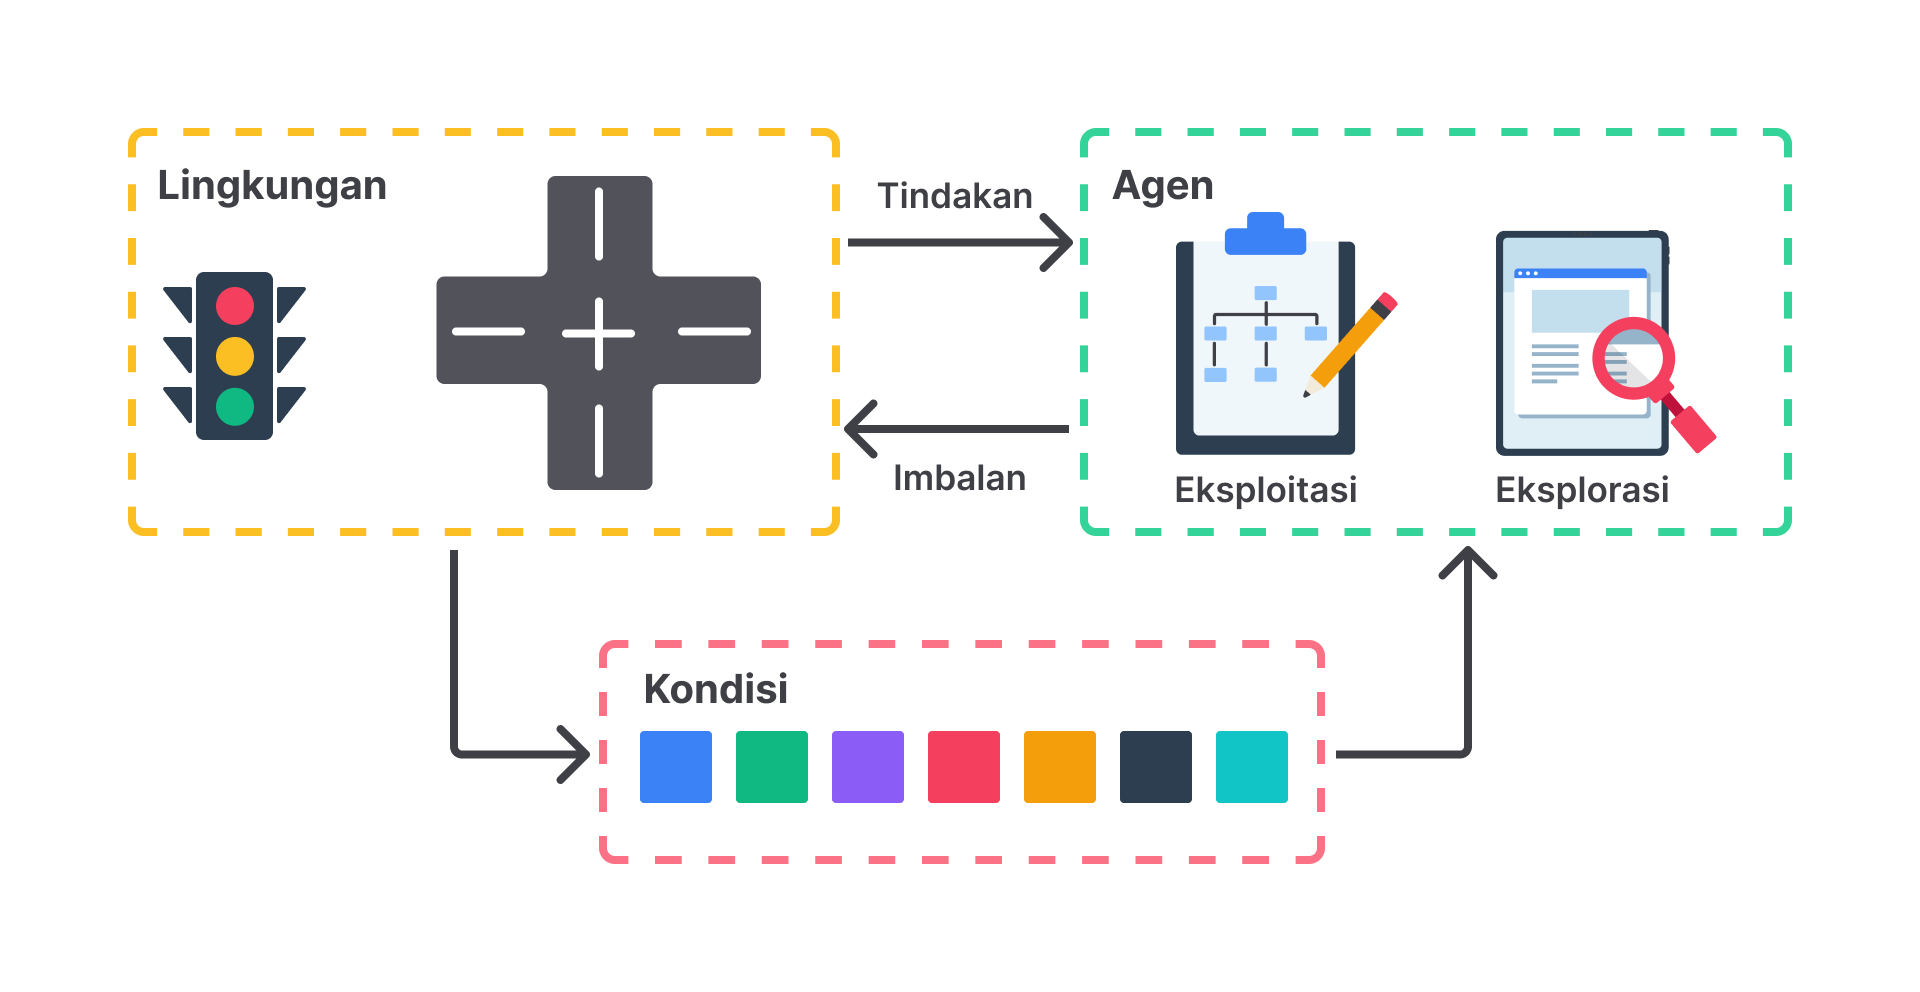 Lingkungan
Tindakan
Agen
Imbalan
Eksploitasi
Eksplorasi
Kondisi